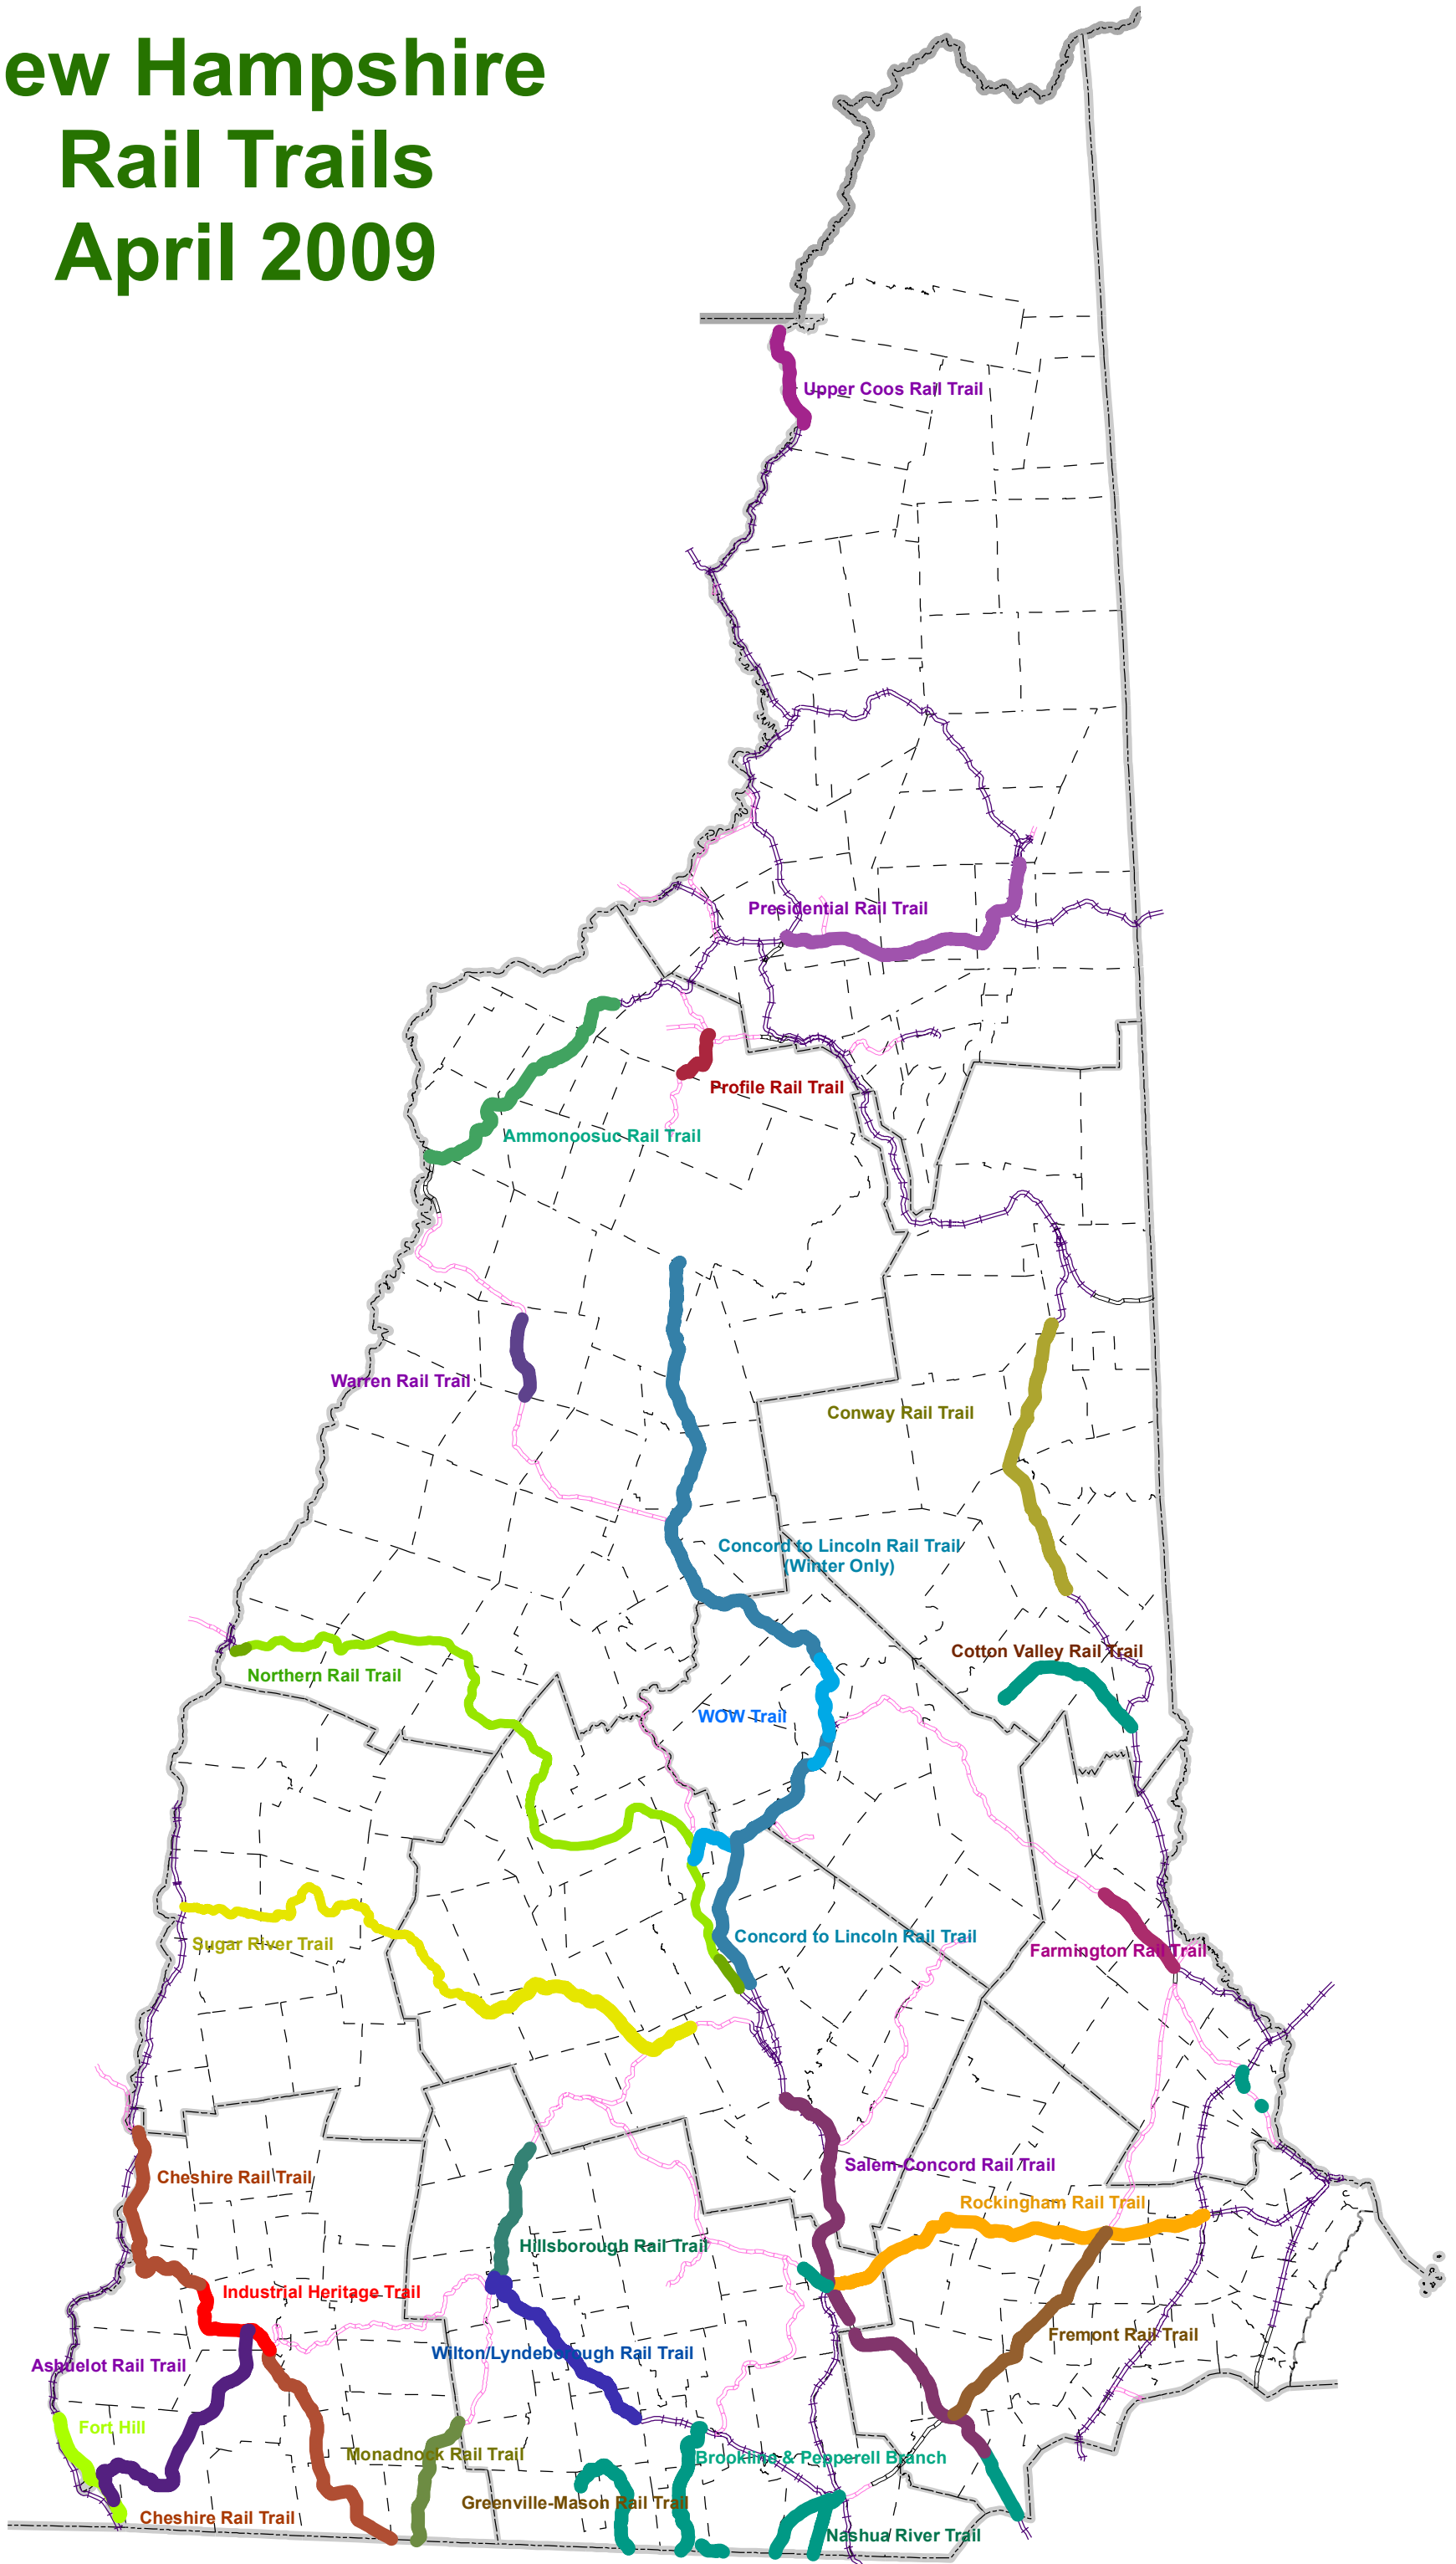 ew Hampshire
Rail Trails
April 2009
Upper Coos Rail Trail
Presidential Rail Trail
Profile Rail Trail
Ammonoosuc Rail Trail
Warren Rail Trail
Conway Rail Trail
Concord to Lincoln Rail Trail
(Winter Only)
Cotton Valley Rail Trail
Northern Rail Trail
WOW Trail
Concord to Lincoln Rail Trail
Sugar River Trail
Farmington Rail Trail
Salem-Concord Rail Trail
Cheshire Rail Trail
Rockingham Rail Trail
Hillsborough Rail Trail
Industrial Heritage Trail
Fremont Rail Trail
Wilton/Lyndeborough Rail Trail
Ashuelot Rail Trail
Fort Hill
Monadnock Rail Trail
Brookline & Pepperell Branch
Greenville-Mason Rail Trail
Cheshire Rail Trail
Nashua River Trail